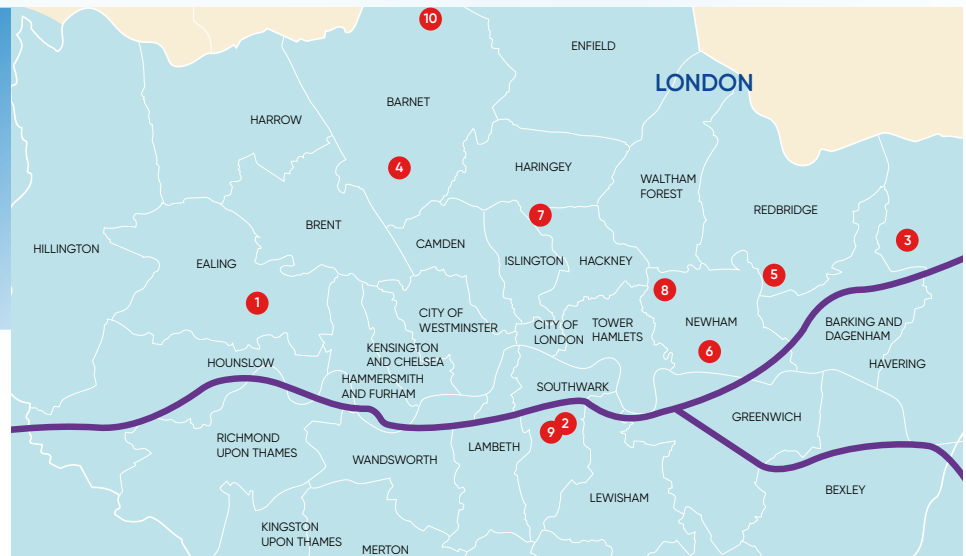 10
ENFIELD
LONDON
BARNET
HARROW
4
HARINGEY
WALTHAM
FOREST
7
REDBRIDGE
BRENT
3
HILLINGTON
CAMDEN
EALING
ISLINGTON
HACKNEY
5
8
1
CITY OF
WESTMINSTER
CITY OF
LONDON
TOWER
HAMLETS
NEWHAM
BARKING AND
DAGENHAM
6
KENSINGTON
AND CHELSEA
HOUNSLOW
HAVERING
HAMMERSMITH
AND FURHAM
SOUTHWARK
GREENWICH
9
2
RICHMOND
UPON THAMES
LAMBETH
WANDSWORTH
BEXLEY
LEWISHAM
KINGSTON
UPON THAMES
MERTON